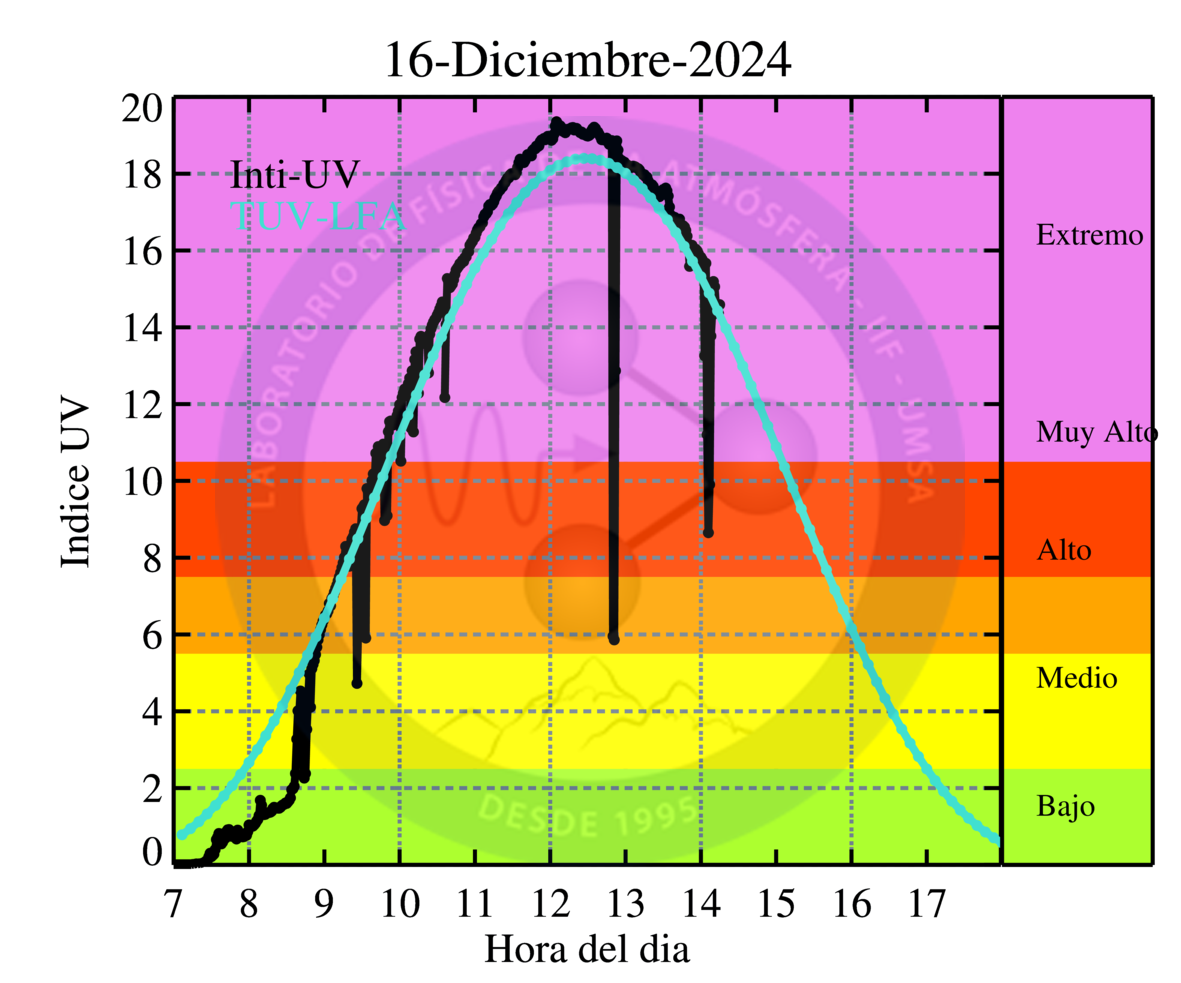 16-Diciembre-2024
20
18
16
14
12
10
8
6
4
2
0
Indice UV
Inti-UV
TUV-LFA
LABORATORIO DE FÍSICA DE LA ATMÓSFERA - IIF - UMSA
DESDE 1995
Extremo
Muy Alto
Alto
Medio
Bajo
7 8 9 10 11 12 13 14 15 16 17
Hora del dia